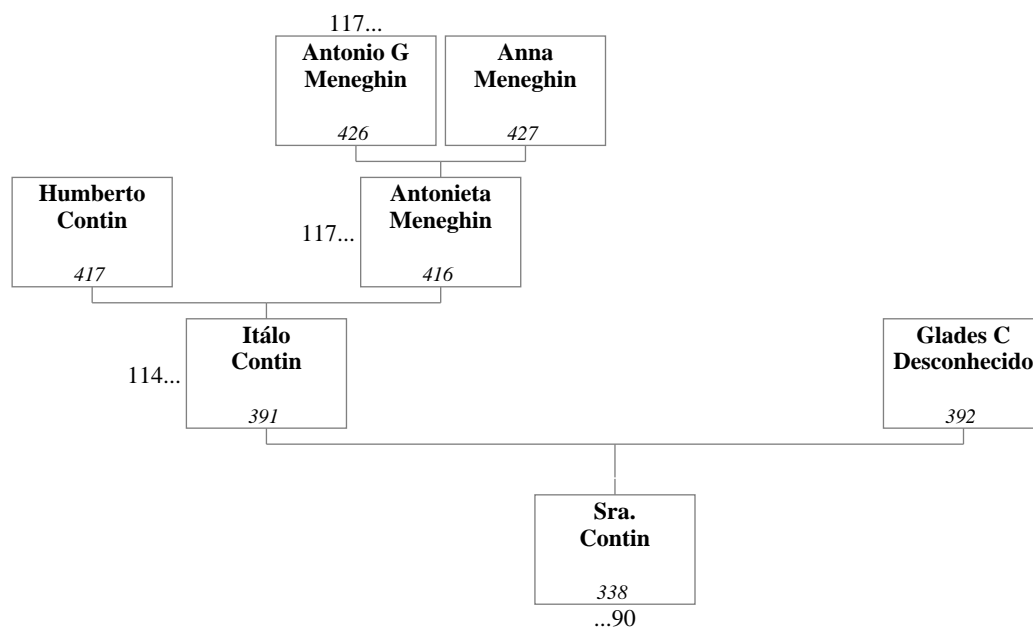 117...
Antonio G
Meneghin
426
Anna
Meneghin
427
Humberto
Contin
417
117...
Antonieta
Meneghin
416
114...
Itálo
Contin
391
Glades C
Desconhecido
392
Sra.
Contin
338
...90